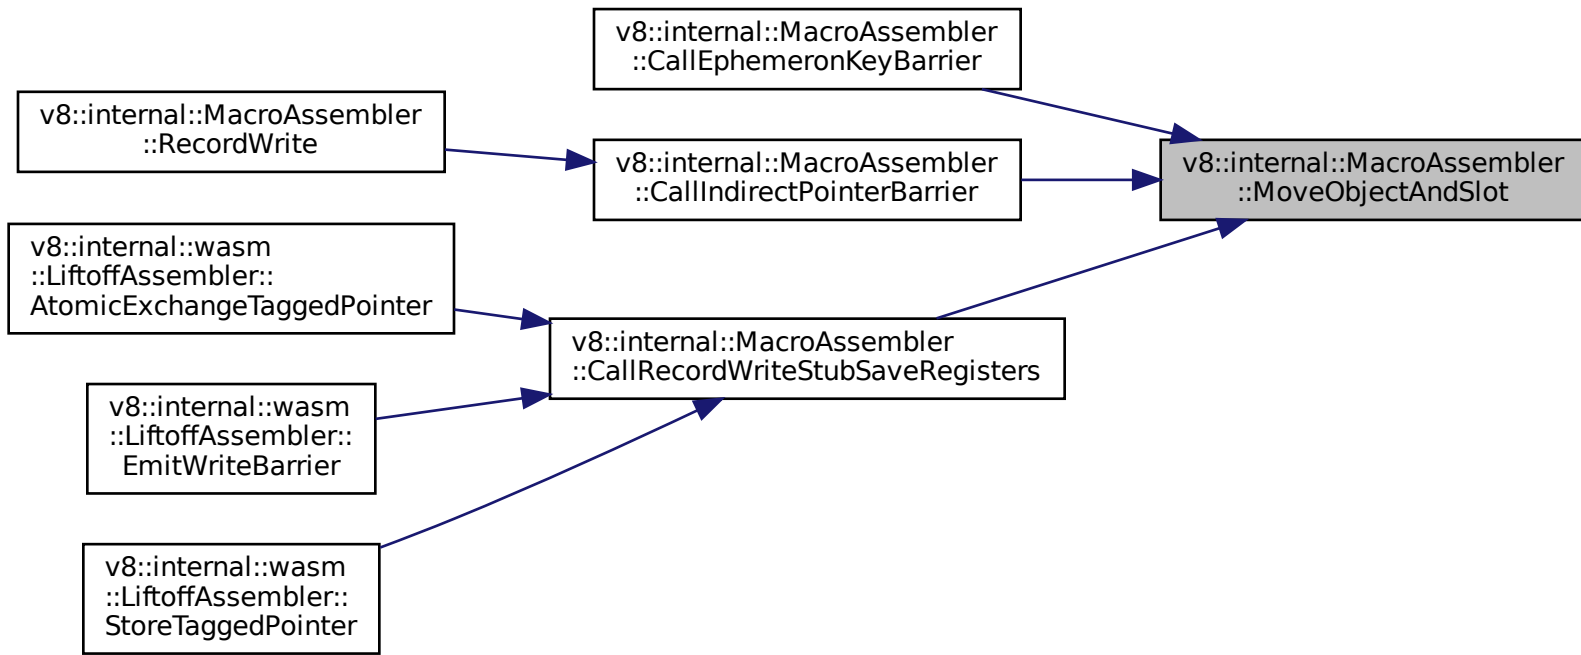 v8::internal::MacroAssembler
::CallEphemeronKeyBarrier
v8::internal::MacroAssembler
::RecordWrite
v8::internal::MacroAssembler
::CallIndirectPointerBarrier
v8::internal::MacroAssembler
::MoveObjectAndSlot
v8::internal::wasm
::LiftoffAssembler::
AtomicExchangeTaggedPointer
v8::internal::MacroAssembler
::CallRecordWriteStubSaveRegisters
v8::internal::wasm
::LiftoffAssembler::
EmitWriteBarrier
v8::internal::wasm
::LiftoffAssembler::
StoreTaggedPointer